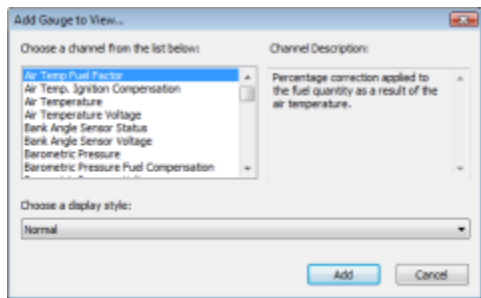 Add Gauge to View...
Choose a channel from the list below:
Air Temp Fuel Factor
Air Temp. Ignition Compensation
Air Temperature
Air Temperature Voltage
Bank Angle Sensor Status
Bank Angle Sensor Voltage
Barometric Pressure
Barometric Pressure Fuel Compensation
Channel Description:
Percentage correction applied to
the fuel quantity as a result of the
air temperature.
Choose a display style:
Normal
Add
Cancel